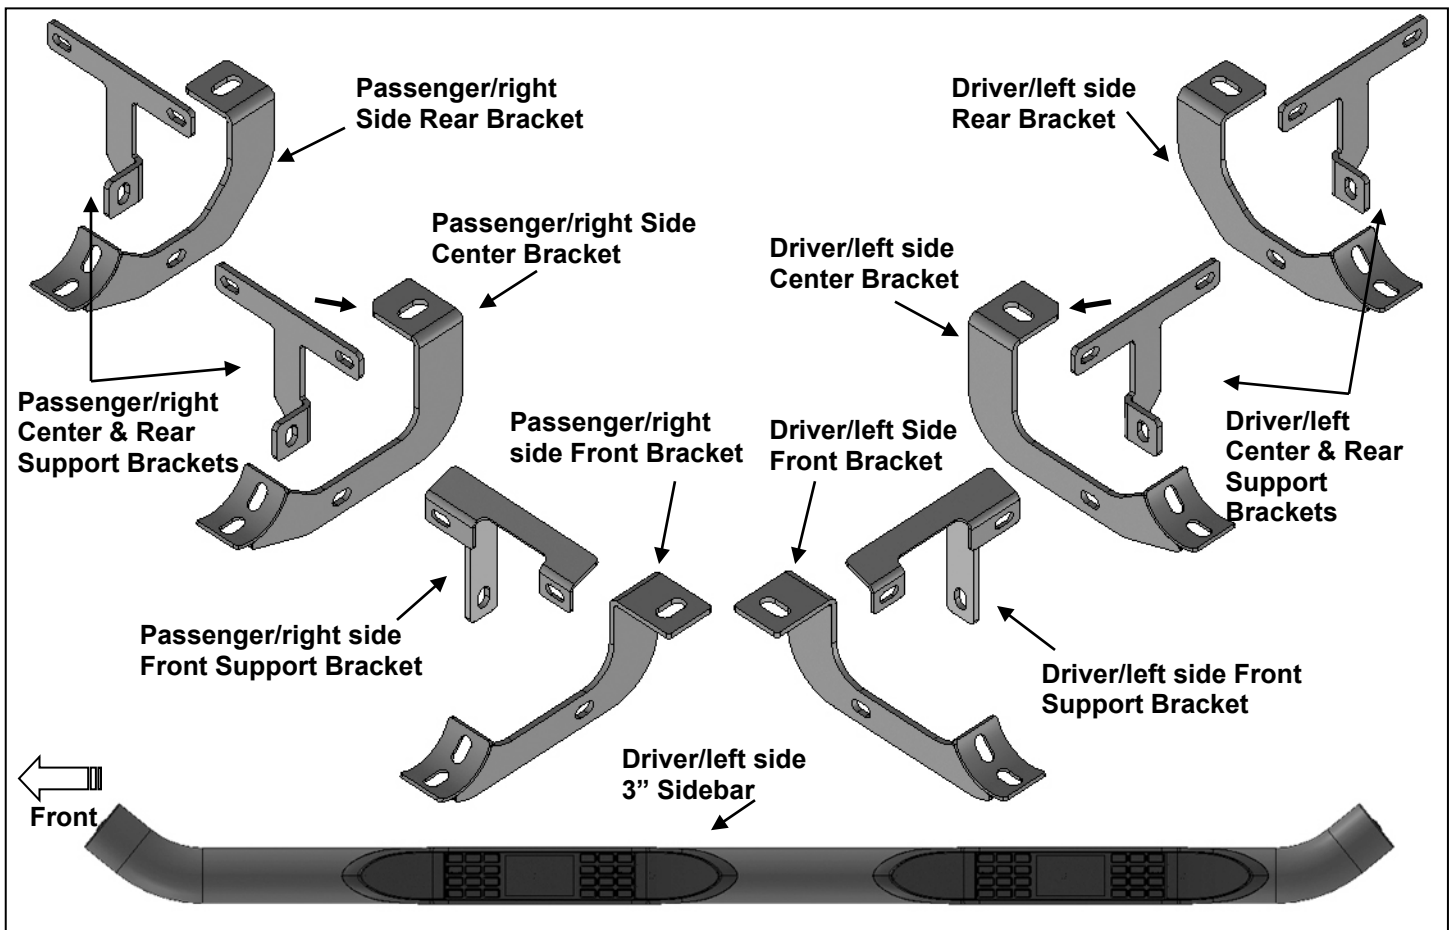 Passenger/right
Side Rear Bracket
Driver/left side
Rear Bracket
Passenger/right Side
Center Bracket
Driver/left side
Center Bracket
Passenger/right
Center & Rear
Support Brackets
Passenger/right
side Front Bracket
Driver/left Side
Front Bracket
Driver/left
Center & Rear
Support
Brackets
Passenger/right side
Front Support Bracket
Driver/left side Front
Support Bracket
Driver/left side
3” Sidebar
Front